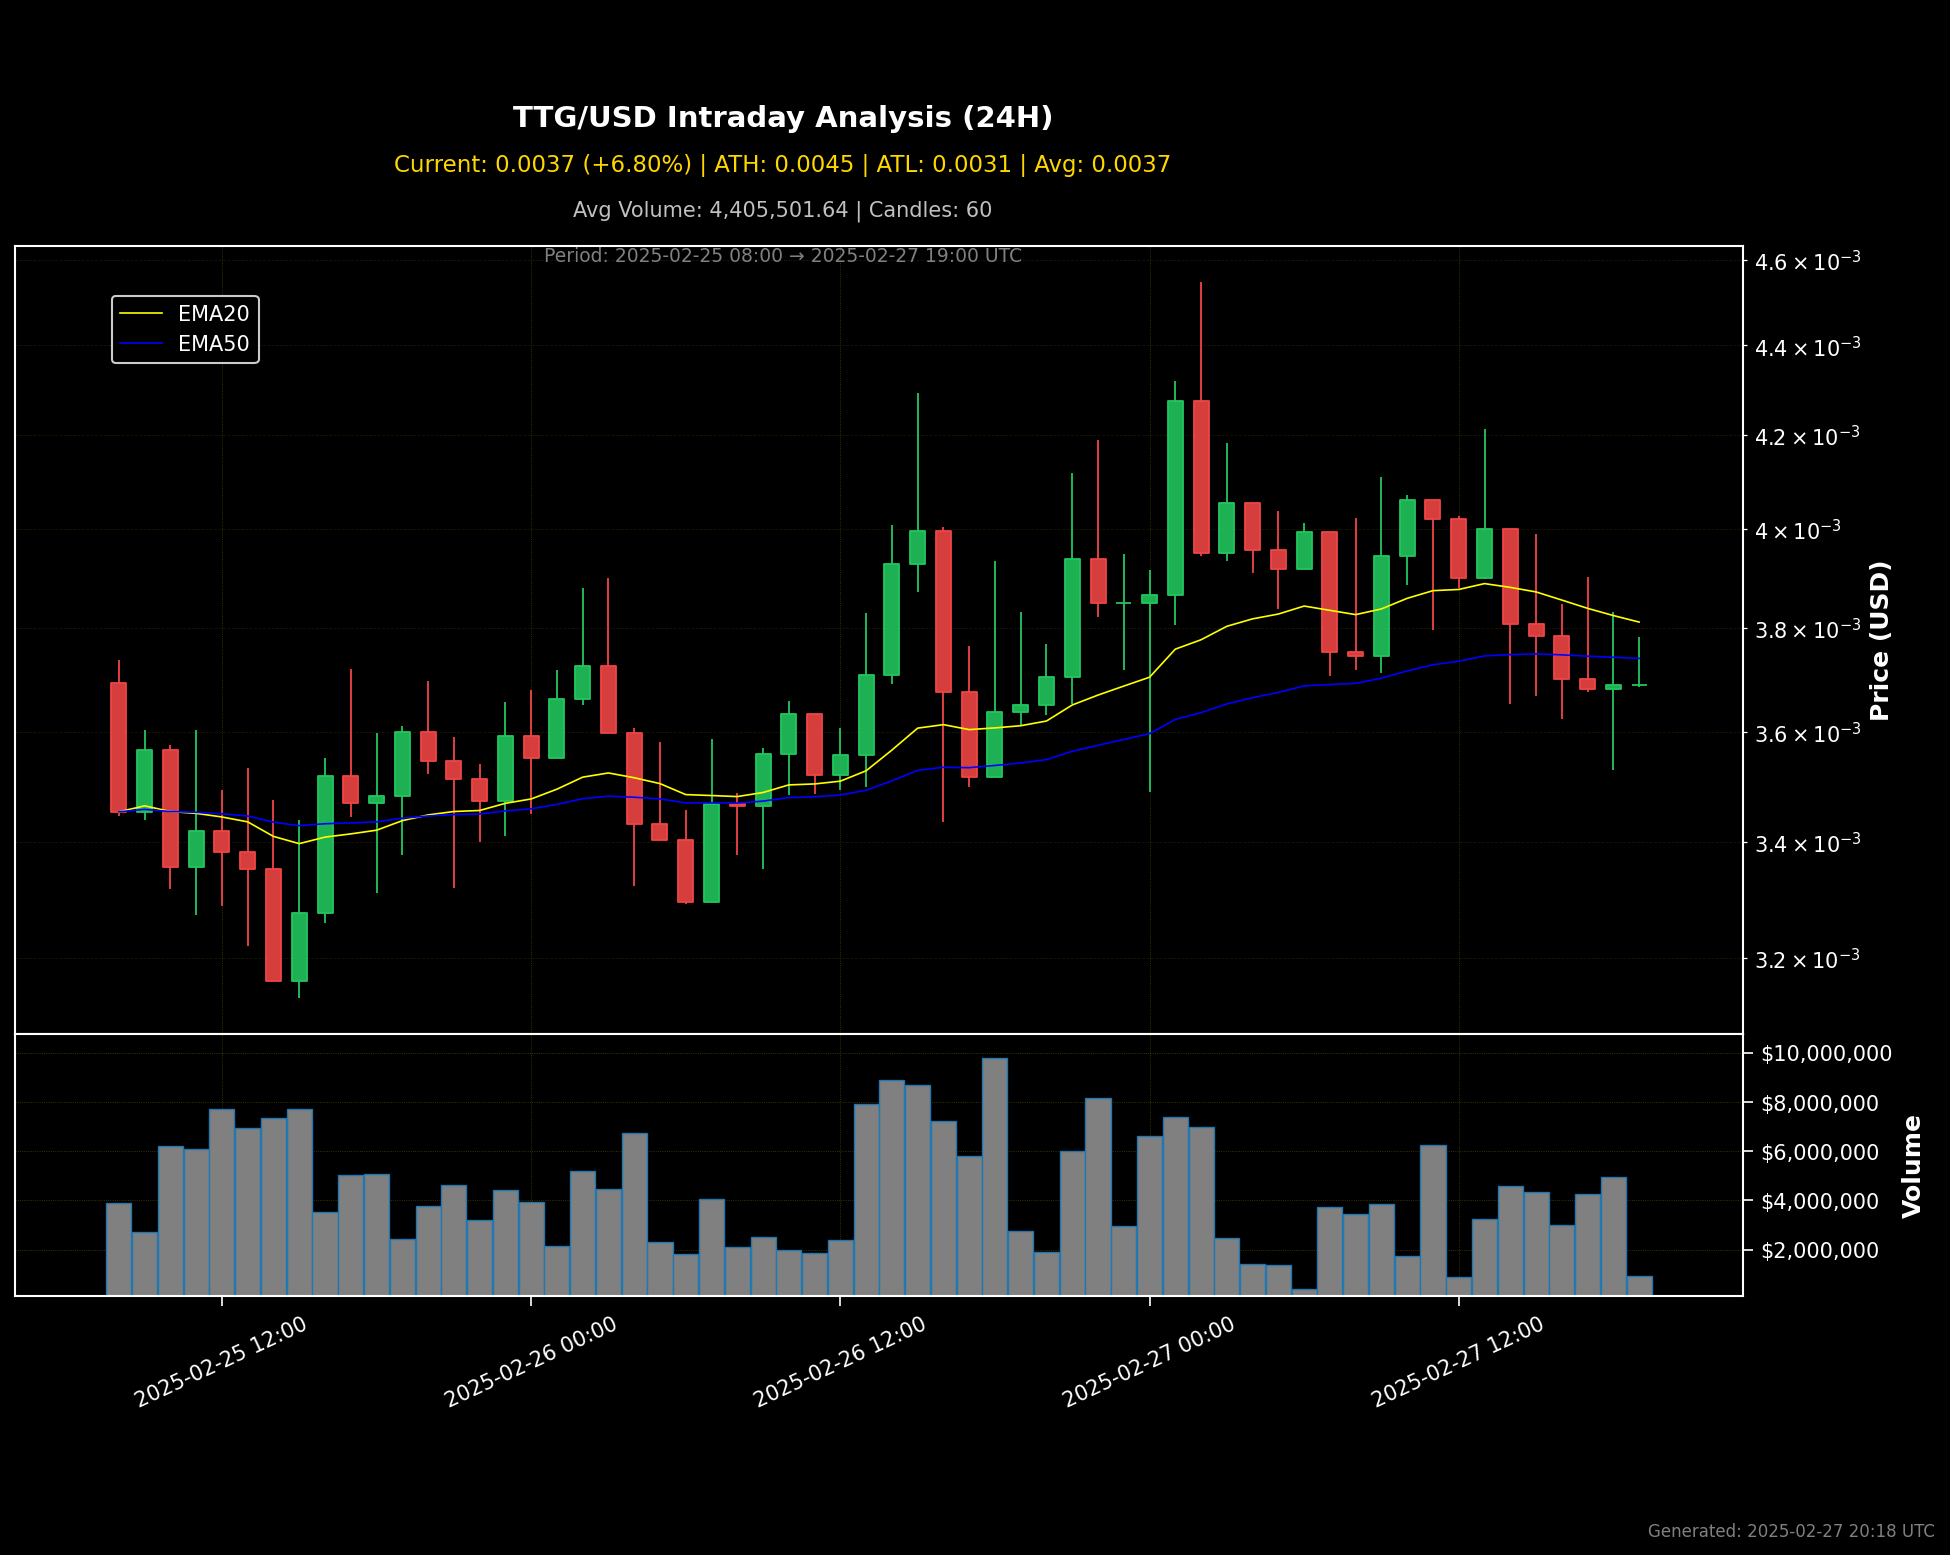 TTG/USD Intraday Analysis (24H)
Current: 0.0037 (+6.80%) | ATH: 0.0045 | ATL: 0.0031 | Avg: 0.0037
Avg Volume: 4,405,501.64 | Candles: 60
Period: 2025-02-25 08:00 → 2025-02-27 19:00 UTC
EMA20
EMA50
4.6 × 10⁻³
4.4 × 10⁻³
4.2 × 10⁻³
4 × 10⁻³
3.8 × 10⁻³
3.6 × 10⁻³
3.4 × 10⁻³
3.2 × 10⁻³
Price (USD)
$10,000,000
$8,000,000
$6,000,000
$4,000,000
$2,000,000
Volume
2025-02-25 12:00
2025-02-26 00:00
2025-02-26 12:00
2025-02-27 00:00
2025-02-27 12:00
Generated: 2025-02-27 20:18 UTC